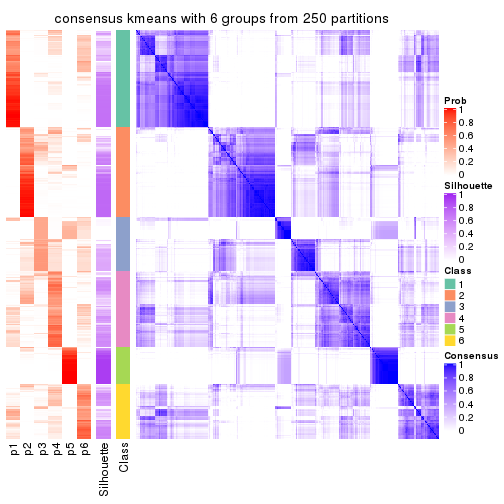 consensus kmeans with 6 groups from 250 partitions
Prob
1
0.8
0.6
0.4
0.2
0
Silhouette
1
0.8
0.6
0.4
0.2
0
Class
1
2
3
4
5
6
Consensus
1
0.8
0.6
0.4
0.2
0
p1
p2
p3
p4
p5
p6
Silhouette
Class